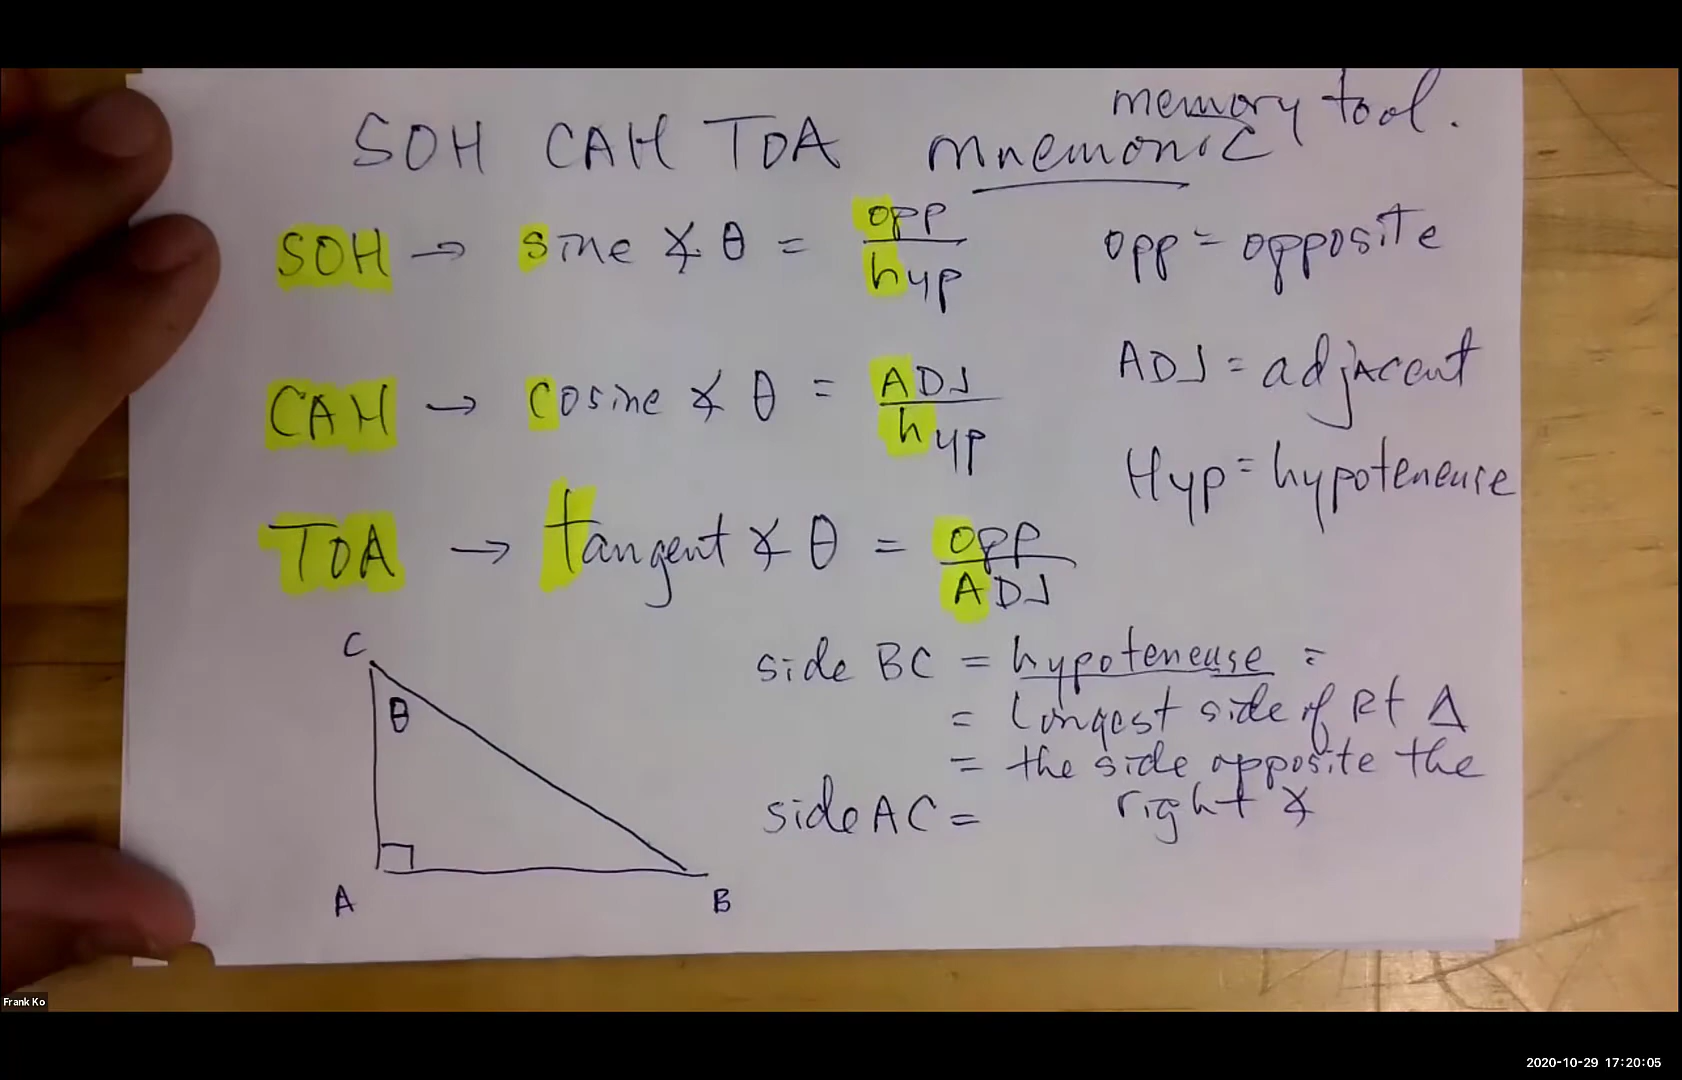 memory tool.
SOH CAH TOA mnemonic
SOH → sine ∡ θ = opp/hyp
opp = opposite
CAH → cosine ∡ θ = ADJ/hyp
ADJ = adjacent
Hyp = hypoteneuse
TOA → tangent ∡ θ = opp/ADJ
C
θ
A
B
side BC = hypoteneuse =
= longest side of Rt Δ
= the side opposite the
right ∡
side AC =
Frank Ko
2020-10-29 17:20:05